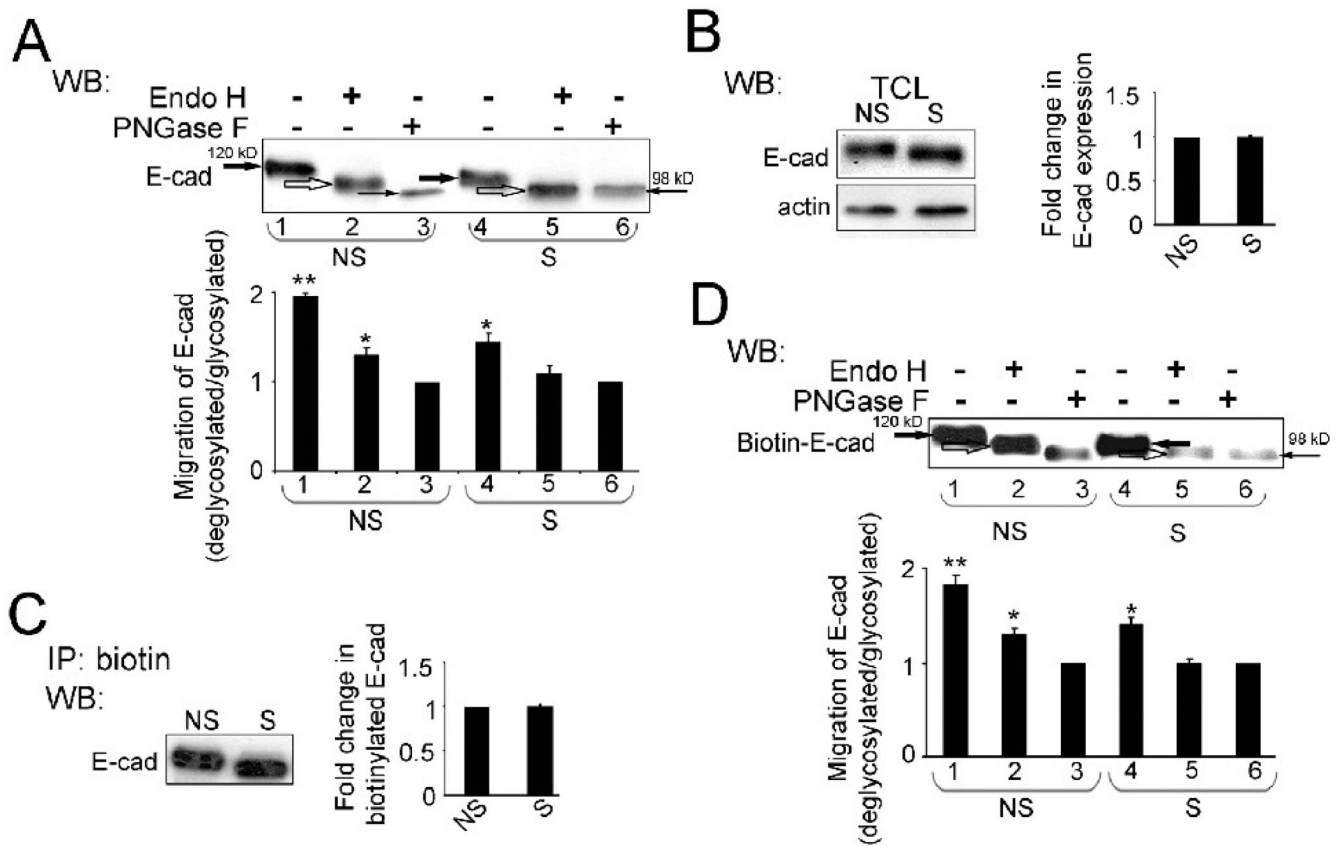 A
WB:
Endo H - + - - + -
PNGase F - - + - - +
120 kD
E-cad
98 kD
1 2 3 4 5 6
NS S
Migration of E-cad
(deglycosylated/glycosylated)
2
1
0
** * *
1 2 3 4 5 6
NS S
B
WB: TCL
NS S
E-cad
actin
Fold change in
E-cad expression
1.5
1
0.5
0
NS S
C
IP: biotin
WB:
NS S
E-cad
Fold change in
biotinylated E-cad
1.5
1
0.5
0
NS S
D
WB:
Endo H - + - - + -
PNGase F - - + - - +
120 kD
Biotin-E-cad
98 kD
1 2 3 4 5 6
NS S
Migration of E-cad
(deglycosylated/glycosylated)
2
1
0
** * *
1 2 3 4 5 6
NS S